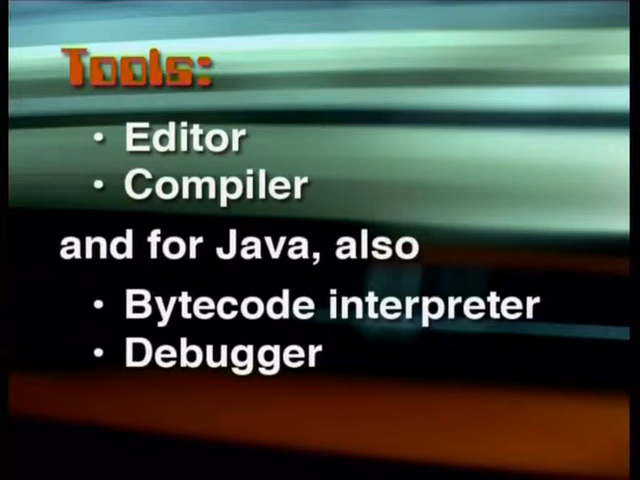 Tools:
• Editor
• Compiler
and for Java, also
• Bytecode interpreter
• Debugger